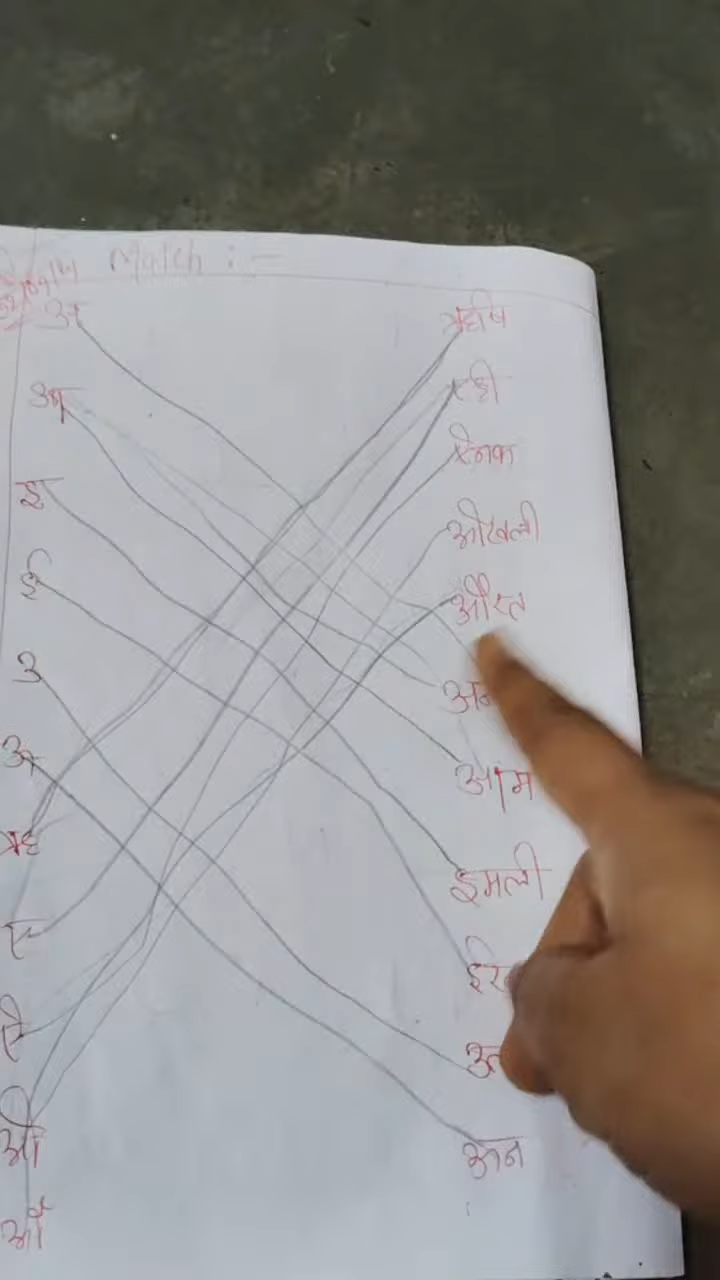 Match :-
अ ऋषि
आ एडी
इ ऐनक
ई ओखली
उ औरत
ऊ
ऋ आम
ए इमली
ऐ
ओ
औ ऊन